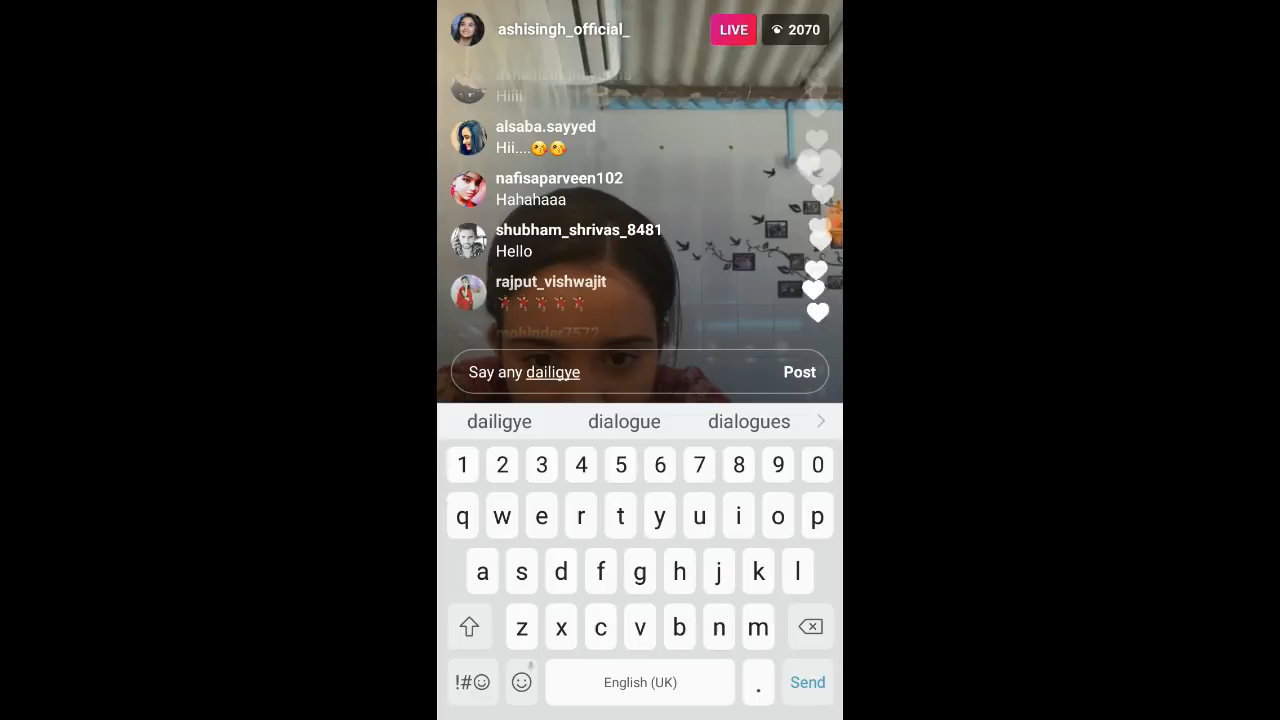 ashisingh_official_
LIVE 2070
Hiiii
alsaba.sayyed
Hii....😘😘
nafisaparveen102
Hahahaaa
shubham_shrivas_8481
Hello
rajput_vishwajit
💃💃💃💃💃
mohinder7572
Say any dailigye Post
dailigye dialogue dialogues
1 2 3 4 5 6 7 8 9 0
q w e r t y u i o p
a s d f g h j k l
z x c v b n m
!#☺ English (UK) . Send